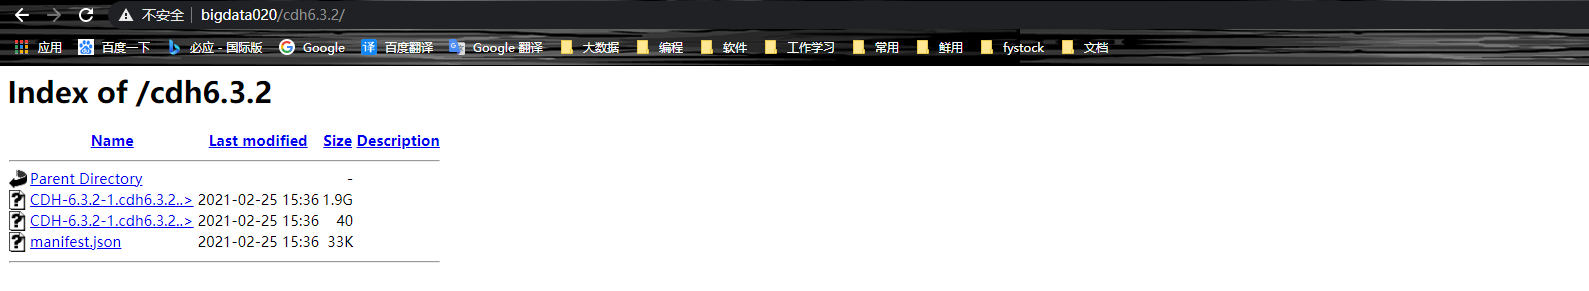 不安全 bigdata020/cdh6.3.2/
应用 百度一下 必应 - 国际版 Google 百度翻译 Google 翻译 大数据 编程 软件 工作学习 常用 鲜用 fystock 文档
Index of /cdh6.3.2
Name Last modified Size Description
Parent Directory -
CDH-6.3.2-1.cdh6.3.2..> 2021-02-25 15:36 1.9G
CDH-6.3.2-1.cdh6.3.2..> 2021-02-25 15:36 40
manifest.json 2021-02-25 15:36 33K